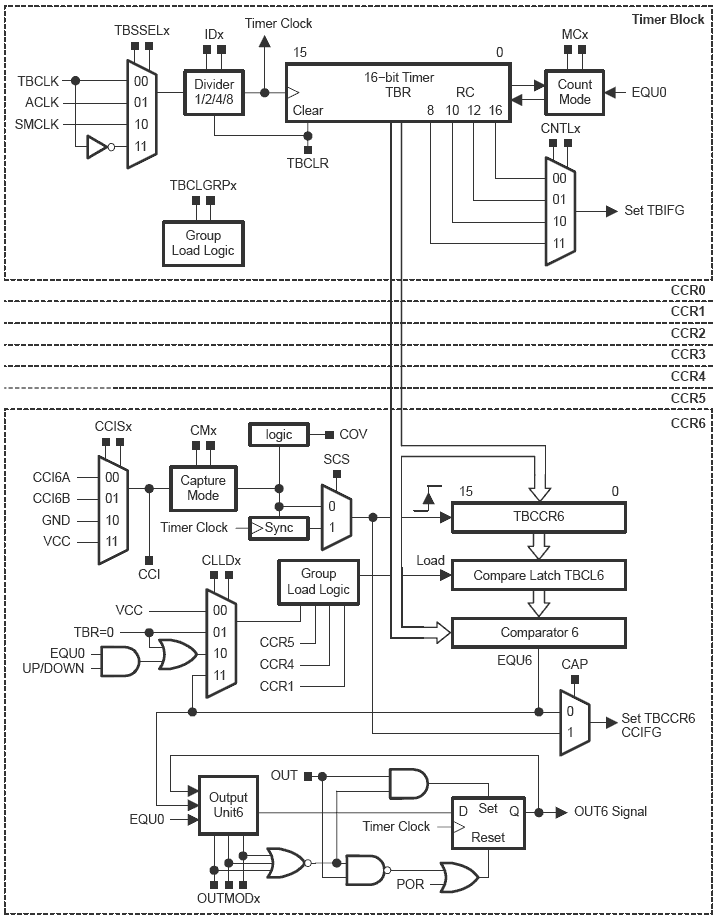 Timer Block
TBSSELx
IDx
Timer Clock
15
0
MCx
TBCLK
ACLK
SMCLK
00
01
10
11
Divider
1/2/4/8
16−bit Timer
TBR
RC
Clear
8 10 12 16
Count
Mode
EQU0
TBCLR
CNTLx
00
01
10
11
Set TBIFG
TBCLGRPx
Group
Load Logic
CCR0
CCR1
CCR2
CCR3
CCR4
CCR5
CCR6
CCISx
CMx
logic
COV
SCS
CCI6A
CCI6B
GND
VCC
00
01
10
11
Capture
Mode
0
1
Timer Clock
Sync
CCI
15
0
TBCCR6
Load
Compare Latch TBCL6
Comparator 6
EQU6
CLLDx
Group
Load Logic
VCC
TBR=0
EQU0
UP/DOWN
00
01
10
11
CCR5
CCR4
CCR1
CAP
0
1
Set TBCCR6
CCIFG
OUT
Output
Unit6
EQU0
D
Set
Q
Timer Clock
Reset
OUT6 Signal
POR
OUTMODx